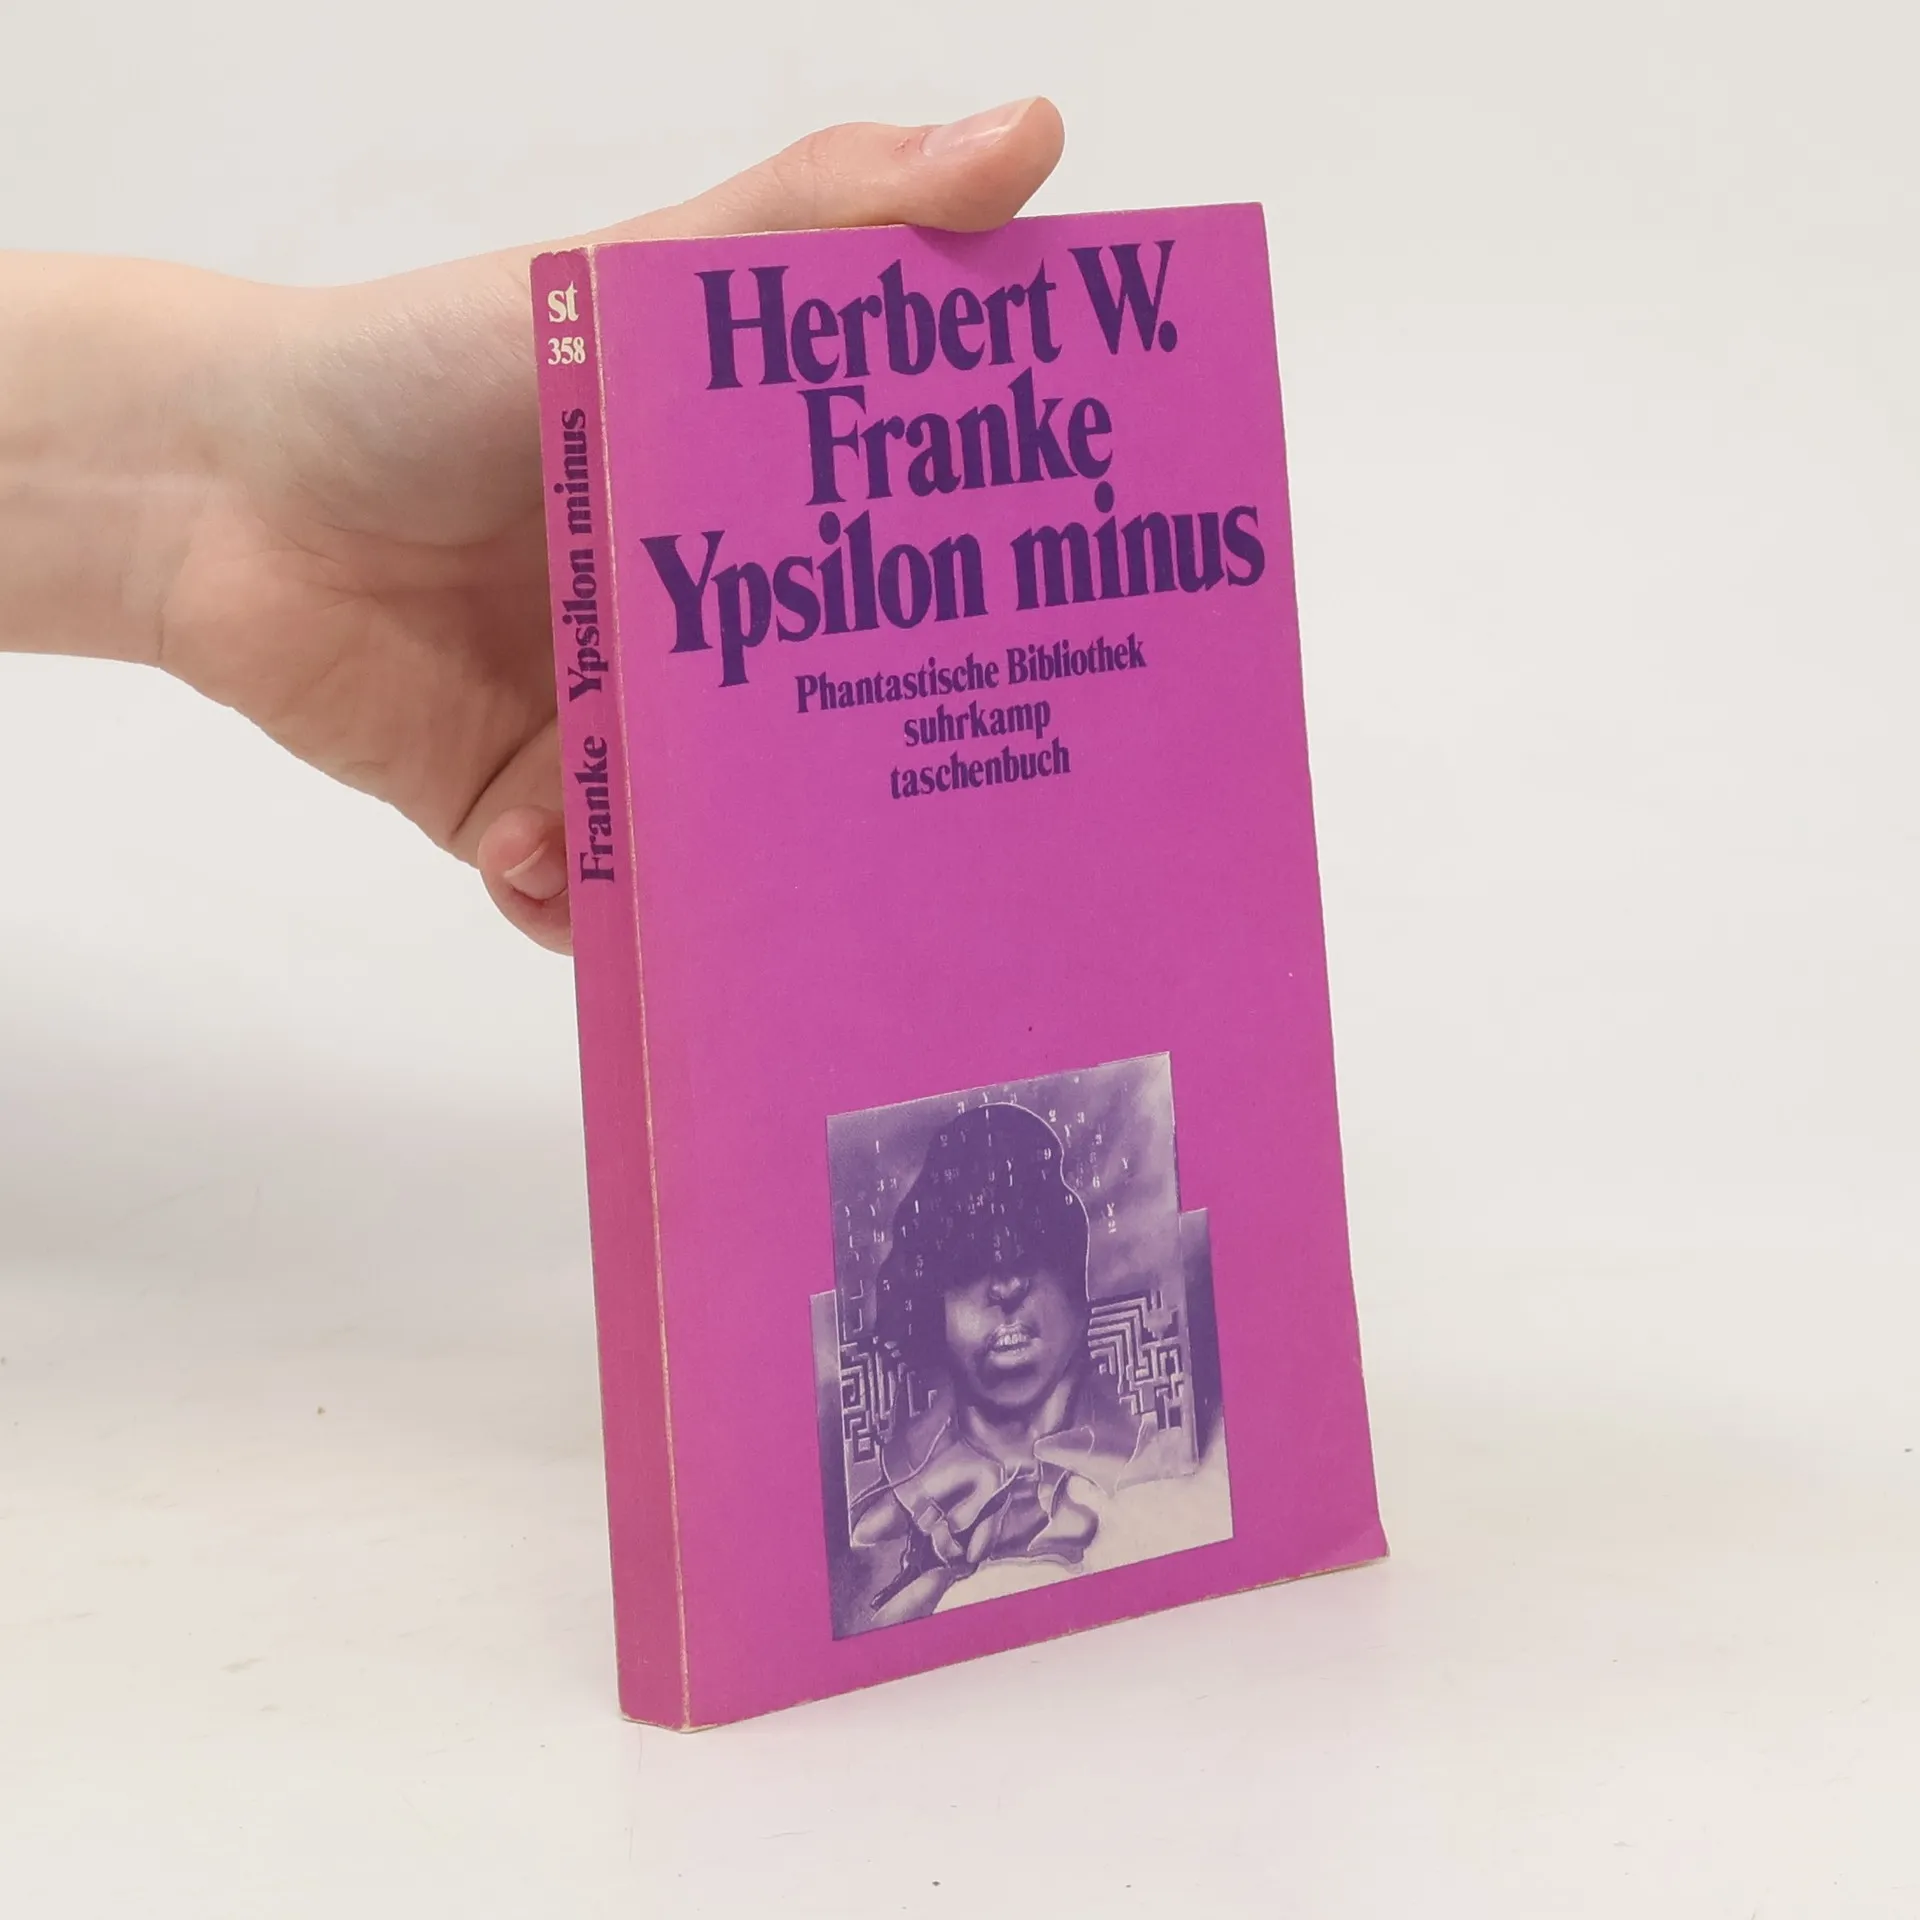 st
358
Franke Ypsilon minus
Herbert W.
Franke
Ypsilon minus
Phantastische Bibliothek
suhrkamp
taschenbuch